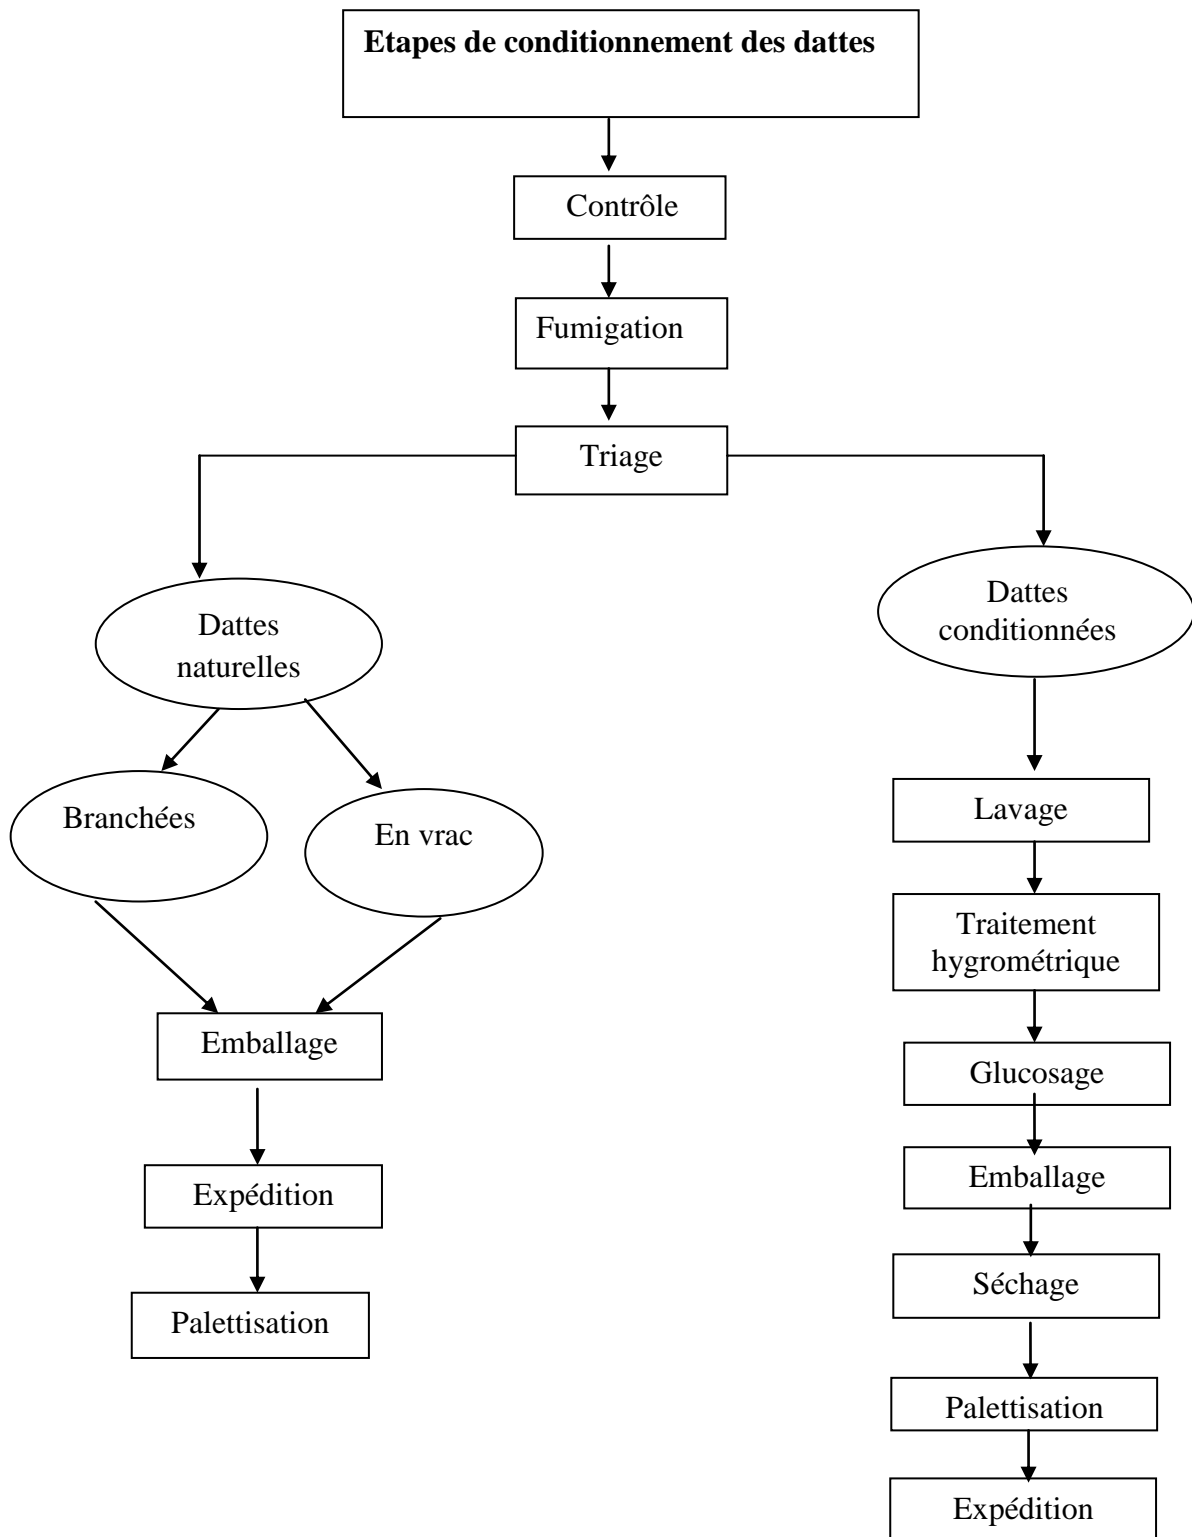 Etapes de conditionnement des dattes
Contrôle
Fumigation
Triage
Dattes
naturelles
Branchées
En vrac
Emballage
Expédition
Palettisation
Dattes
conditionnées
Lavage
Traitement
hygrométrique
Glucosage
Emballage
Séchage
Palettisation
Expédition